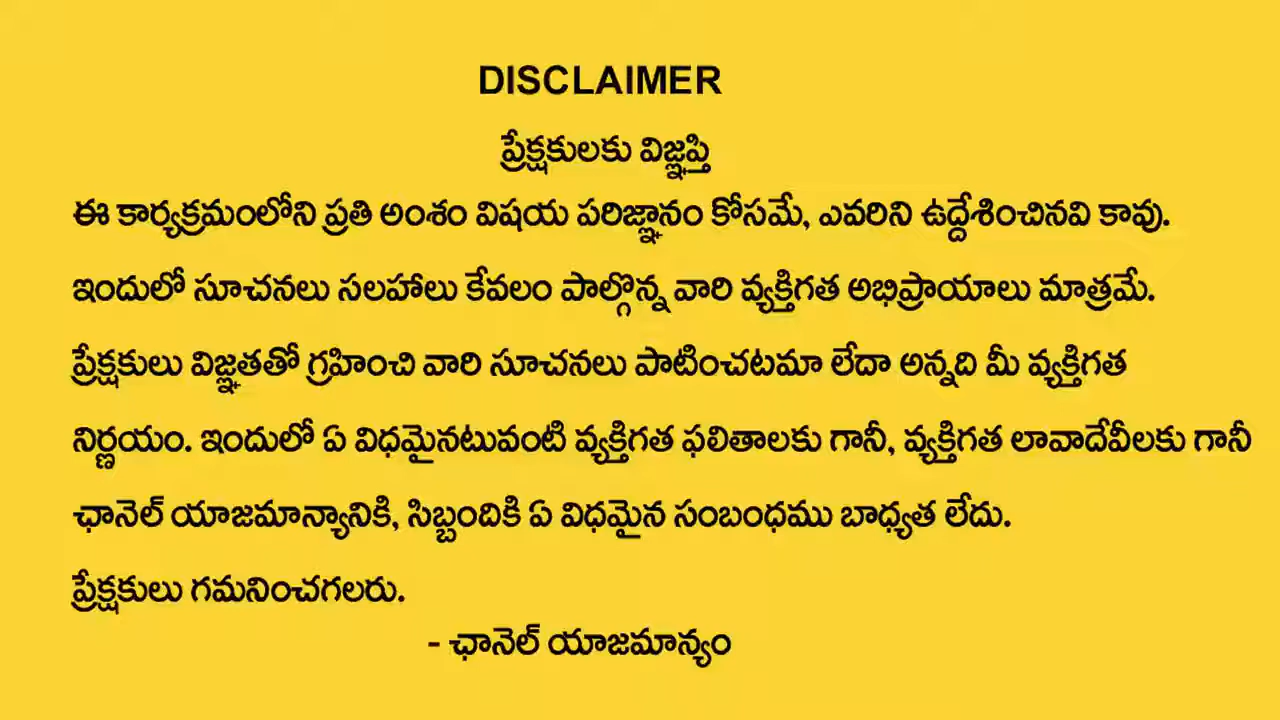 DISCLAIMER
ప్రేక్షకులకు విజ్ఞప్తి
ఈ కార్యక్రమంలోని ప్రతి అంశం విషయ పరిజ్ఞానం కోసమే, ఎవరిని ఉద్దేశించినవి కావు.
ఇందులో సూచనలు సలహాలు కేవలం పాల్గొన్న వారి వ్యక్తిగత అభిప్రాయాలు మాత్రమే.
ప్రేక్షకులు విజ్ఞతతో గ్రహించి వారి సూచనలు పాటించటమా లేదా అన్నది మీ వ్యక్తిగత
నిర్ణయం. ఇందులో ఏ విధమైనటువంటి వ్యక్తిగత ఫలితాలకు గానీ, వ్యక్తిగత లావాదేవీలకు గానీ
ఛానెల్ యాజమాన్యానికి, సిబ్బందికి ఏ విధమైన సంబంధము బాధ్యత లేదు.
ప్రేక్షకులు గమనించగలరు.
- ఛానెల్ యాజమాన్యం